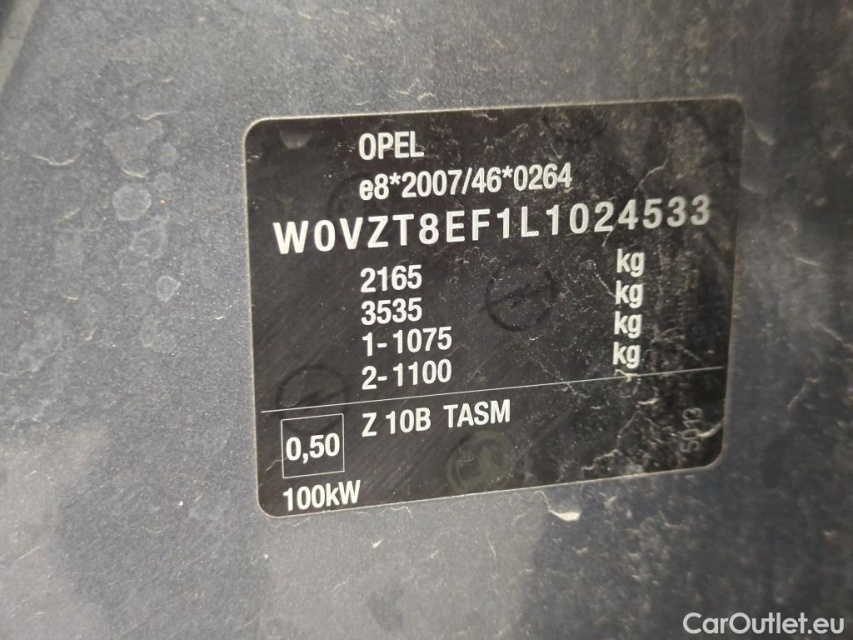 OPEL
e8*2007/46*0264
W0VZT8EF1L1024533
2165 kg
3535 kg
1-1075 kg
2-1100 kg
0,50 Z 10B TASM
100kW
5013
CarOutlet.eu